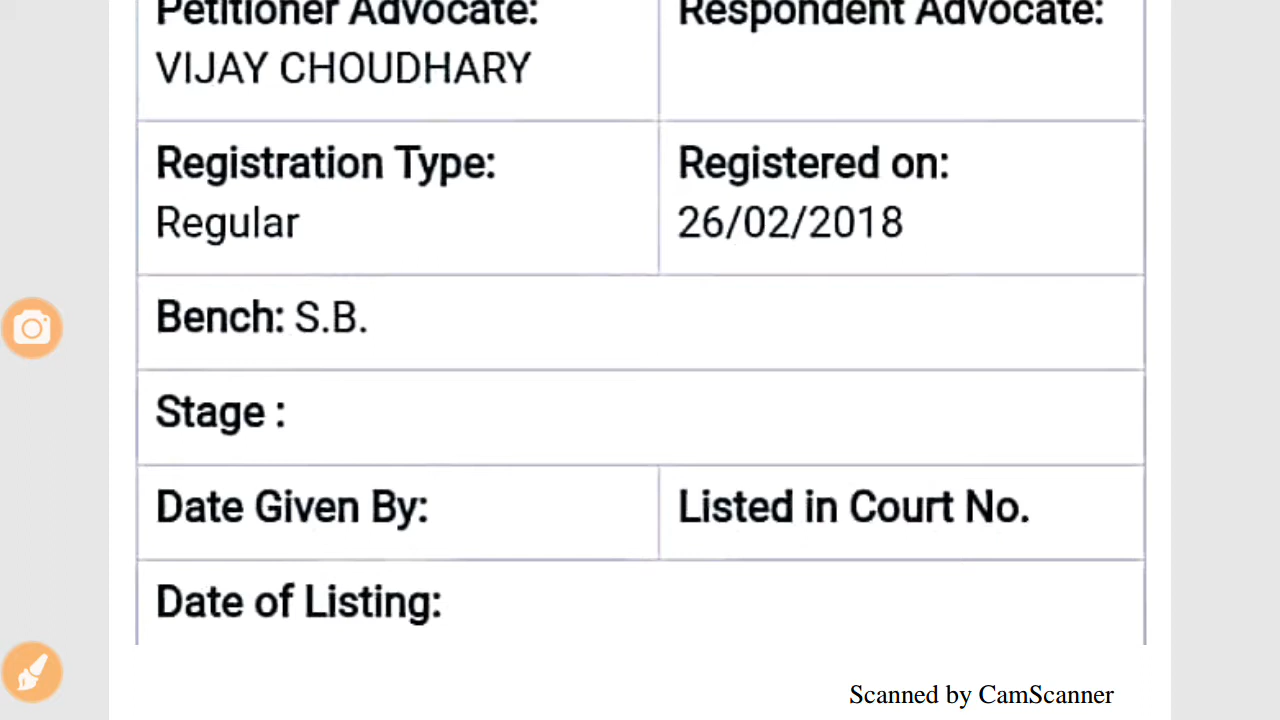 Petitioner Advocate:
VIJAY CHOUDHARY
Respondent Advocate:
Registration Type:
Regular
Registered on:
26/02/2018
Bench: S.B.
Stage :
Date Given By:
Listed in Court No.
Date of Listing:
Scanned by CamScanner